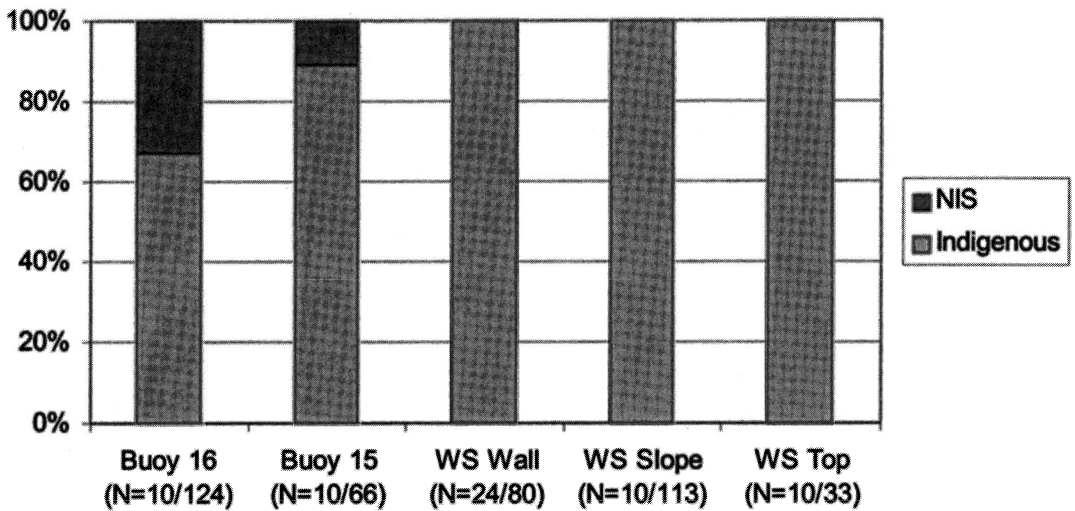 100%
80%
60%
40%
20%
0%
Buoy 16
(N=10/124)
Buoy 15
(N=10/66)
WS Wall
(N=24/80)
WS Slope
(N=10/113)
WS Top
(N=10/33)
NIS
Indigenous